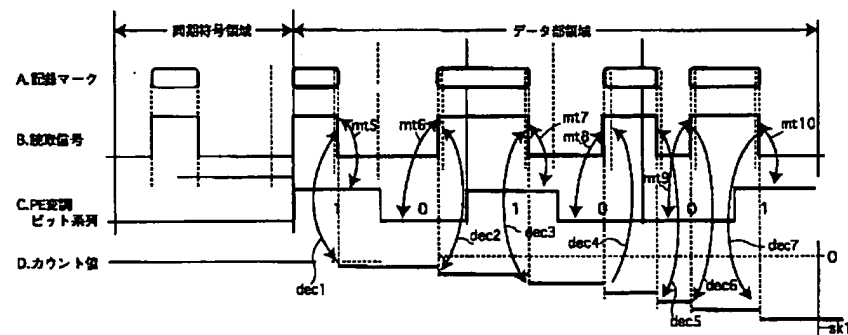 同期符号領域 データ部領域
A.記録マーク
B.読取信号
mt5 mt6 mt7 mt8 mt9 mt10
C.PE変調
ビット系列
1 0 1 0 0 1
dec1 dec2 dec3 dec4 dec5 dec6 dec7
D.カウント値
0
sk1